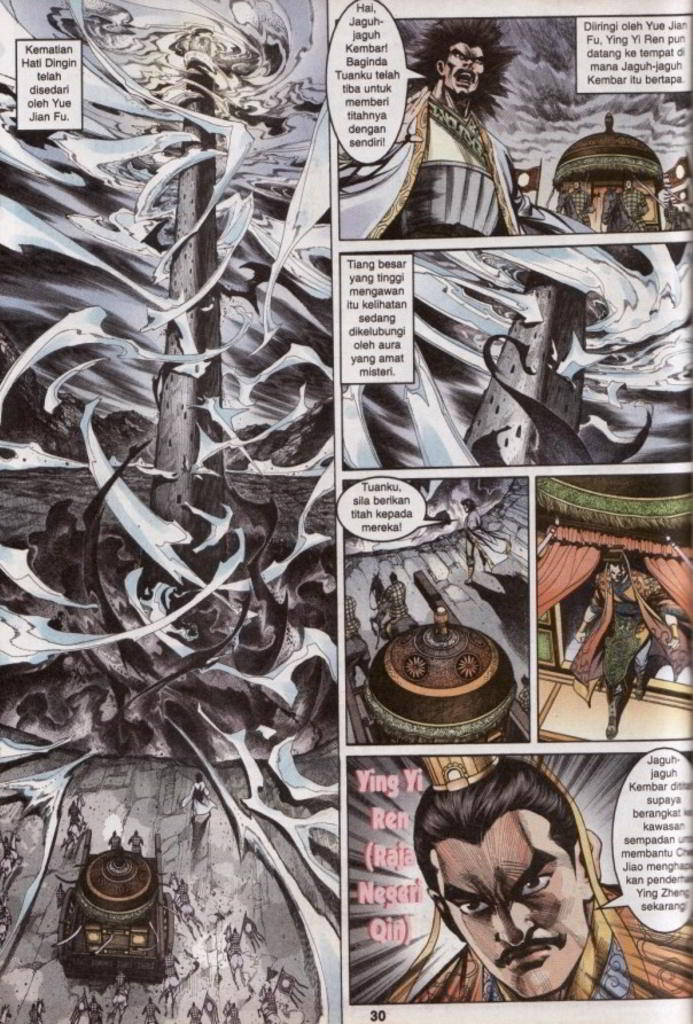 Kematian
Hati Dingin
telah
disedari
oleh Yue
Jian Fu.
Hai,
Jaguh-
jaguh
Kembar!
Baginda
Tuanku telah
tiba untuk
memberi
titahnya
dengan
sendiri!
Diiringi oleh Yue Jian
Fu, Ying Yi Ren pun
datang ke tempat di
mana Jaguh-jaguh
Kembar itu bertapa.
Tiang besar
yang tinggi
mengawan
itu kelihatan
sedang
dikelubungi
oleh aura
yang amat
misteri.
Tuanku,
sila berikan
titah kepada
mereka!
Ying Yi
Ren
(Raja
Negeri
Qin)
Jaguh-
jaguh
Kembar
supaya
berangkat
kawasan
sempadan
membantu
Jiao
kan
Ying Zheng
sekarang!
30